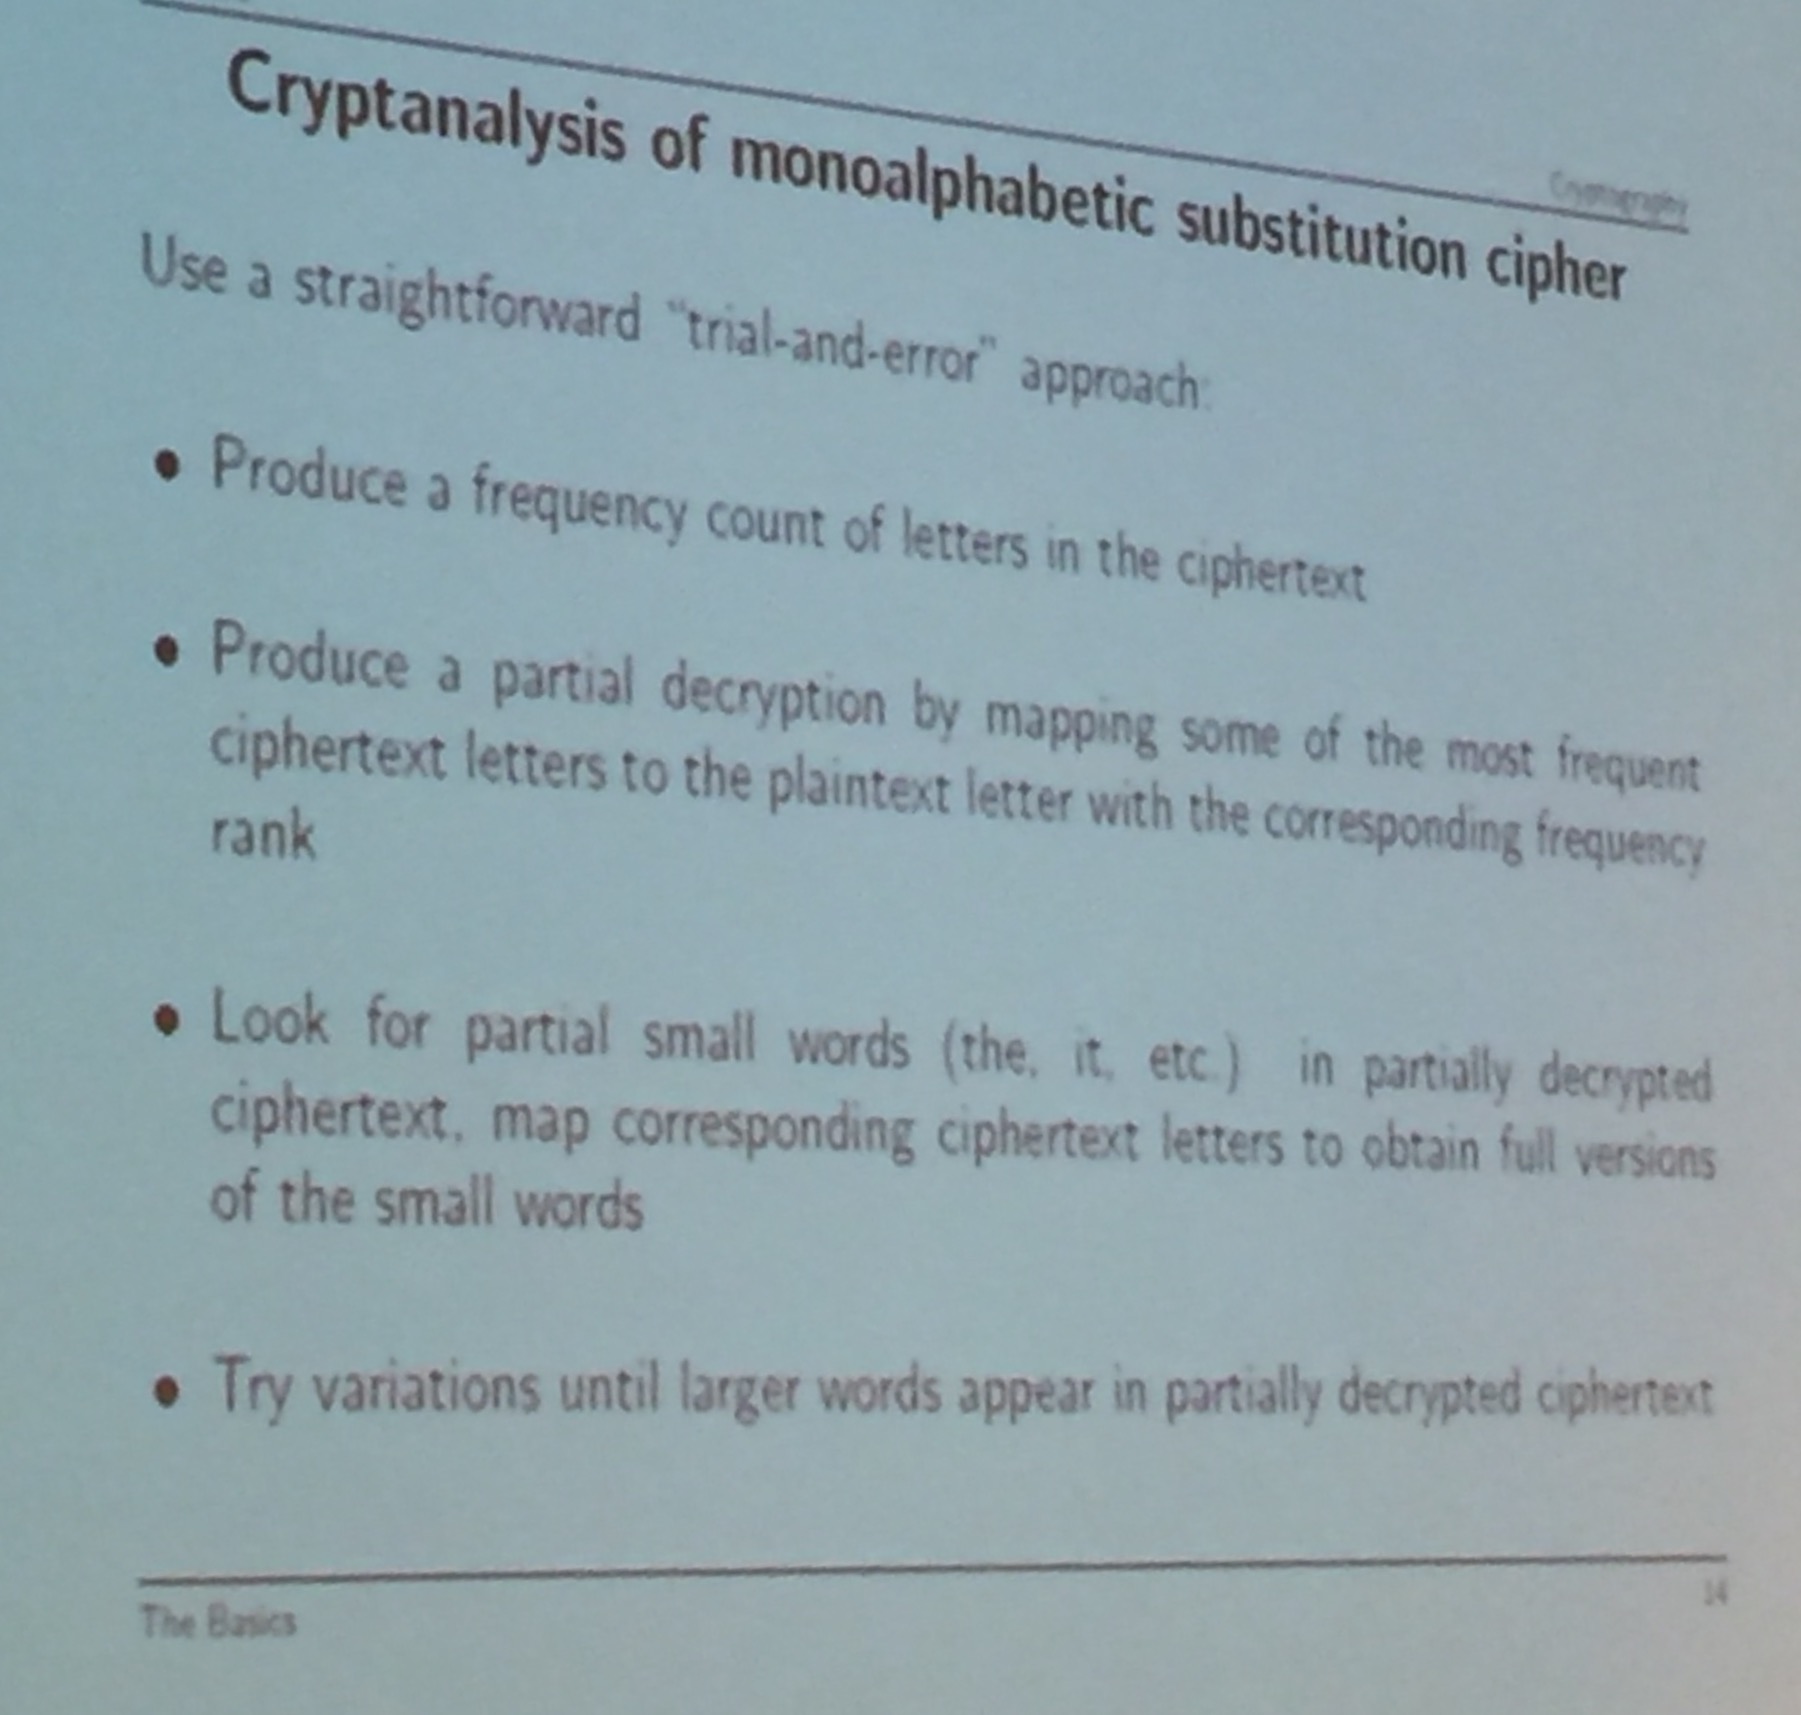 Cryptography
Cryptanalysis of monoalphabetic substitution cipher
Use a straightforward "trial-and-error" approach:
• Produce a frequency count of letters in the ciphertext
• Produce a partial decryption by mapping some of the most frequent
ciphertext letters to the plaintext letter with the corresponding frequency
rank
• Look for partial small words (the, it, etc.) in partially decrypted
ciphertext, map corresponding ciphertext letters to obtain full versions
of the small words
• Try variations until larger words appear in partially decrypted ciphertext
The Basics
14